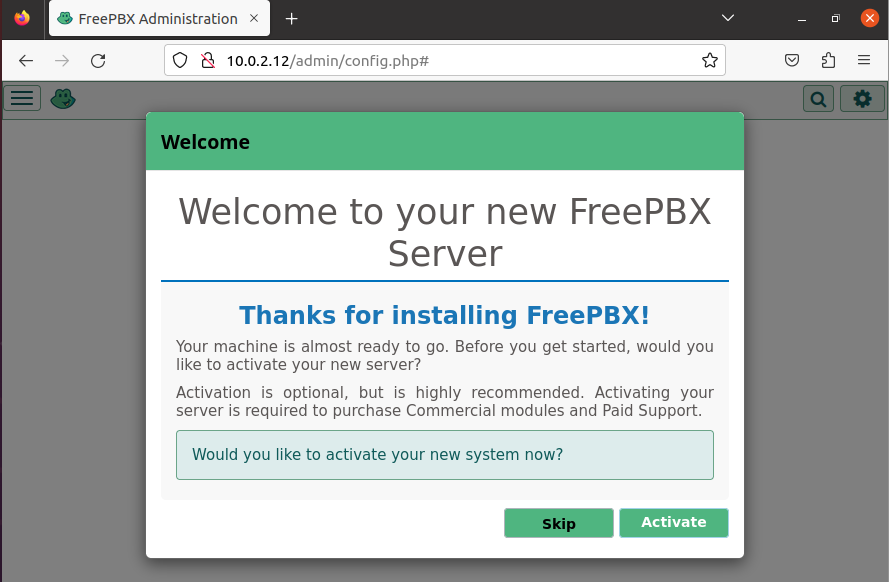 FreePBX Administration
10.0.2.12/admin/config.php#
Welcome
Welcome to your new FreePBX
Server
Thanks for installing FreePBX!
Your machine is almost ready to go. Before you get started, would you
like to activate your new server?
Activation is optional, but is highly recommended. Activating your
server is required to purchase Commercial modules and Paid Support.
Would you like to activate your new system now?
Skip
Activate